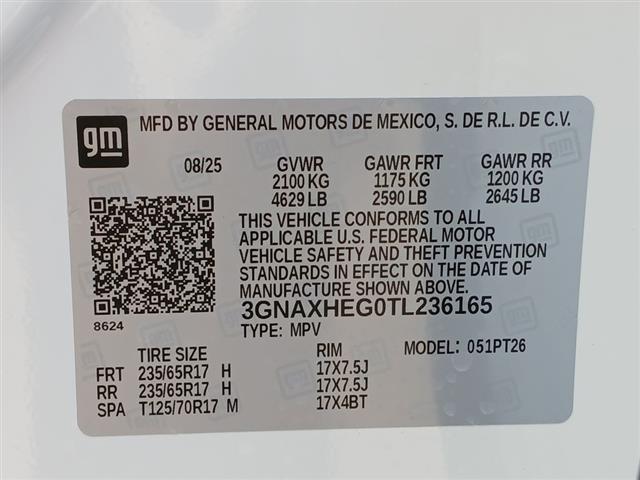 gm MFD BY GENERAL MOTORS DE MEXICO, S. DE R.L. DE C.V.
08/25 GVWR GAWR FRT GAWR RR
2100 KG 1175 KG 1200 KG
4629 LB 2590 LB 2645 LB
THIS VEHICLE CONFORMS TO ALL
APPLICABLE U.S. FEDERAL MOTOR
VEHICLE SAFETY AND THEFT PREVENTION
STANDARDS IN EFFECT ON THE DATE OF
MANUFACTURE SHOWN ABOVE.
3GNAXHEG0TL236165
8624
TYPE: MPV
TIRE SIZE RIM MODEL: 051PT26
FRT 235/65R17 H 17X7.5J
RR 235/65R17 H 17X7.5J
SPA T125/70R17 M 17X4BT